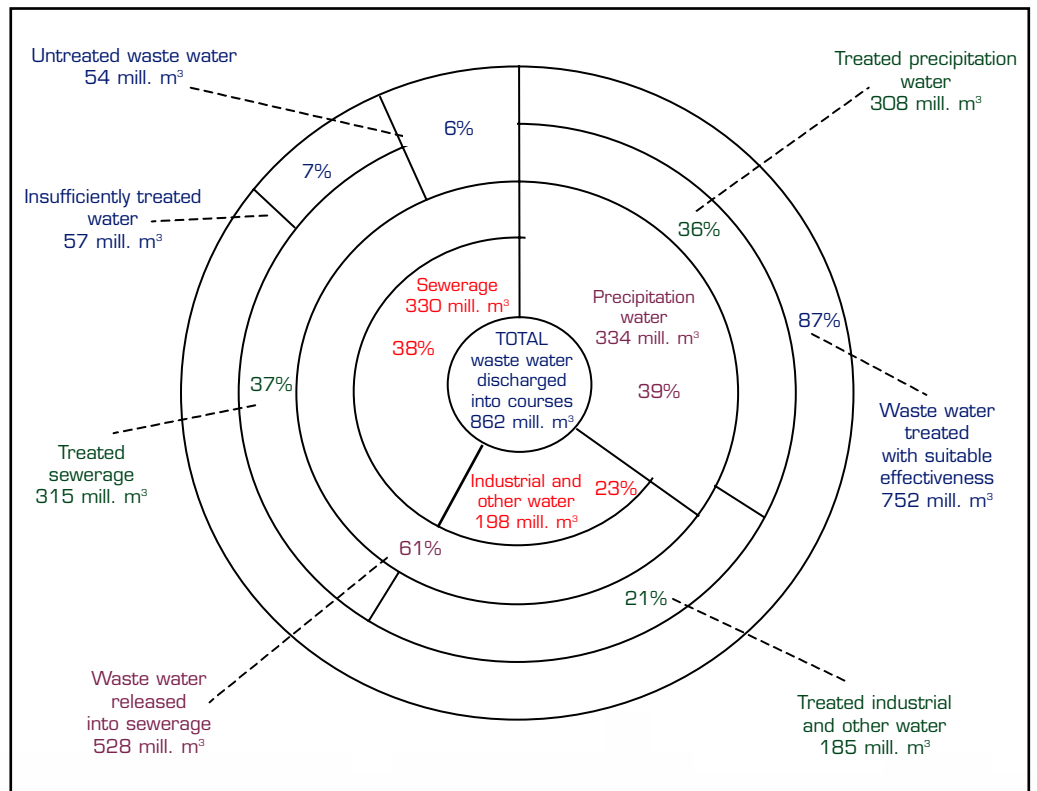 Untreated waste water
54 mill. m³
6%
Treated precipitation
water
308 mill. m³
7%
Insufficiently treated
water
57 mill. m³
36%
Sewerage
330 mill. m³
38%
Precipitation
water
334 mill. m³
39%
87%
TOTAL
waste water
discharged
into courses
862 mill. m³
37%
Treated
sewerage
315 mill. m³
Waste water
treated
with suitable
effectiveness
752 mill. m³
Industrial and
other water
198 mill. m³
23%
61%
21%
Waste water
released
into sewerage
528 mill. m³
Treated industrial
and other water
185 mill. m³